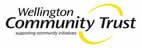 Wellington
Community Trust
supporting community initiatives